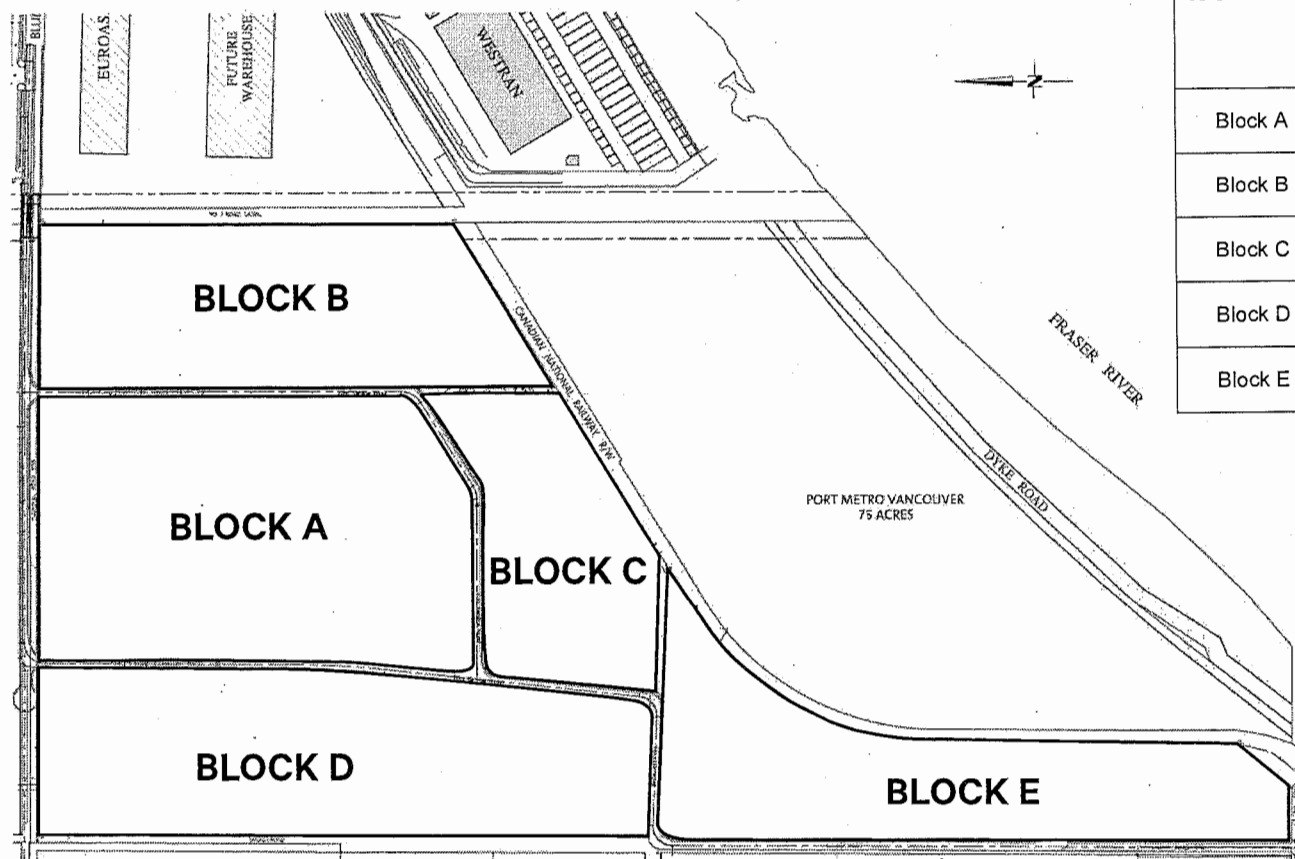 EUROAS
FUTURE
WAREHOUSE
WESTRAN
N
Block A
Block B
Block C
Block D
Block E
BLOCK B
CANADIAN NATIONAL RAILWAY R/W
FRASER RIVER
BLOCK A
BLOCK C
PORT METRO VANCOUVER
75 ACRES
DYKE ROAD
BLOCK D
BLOCK E